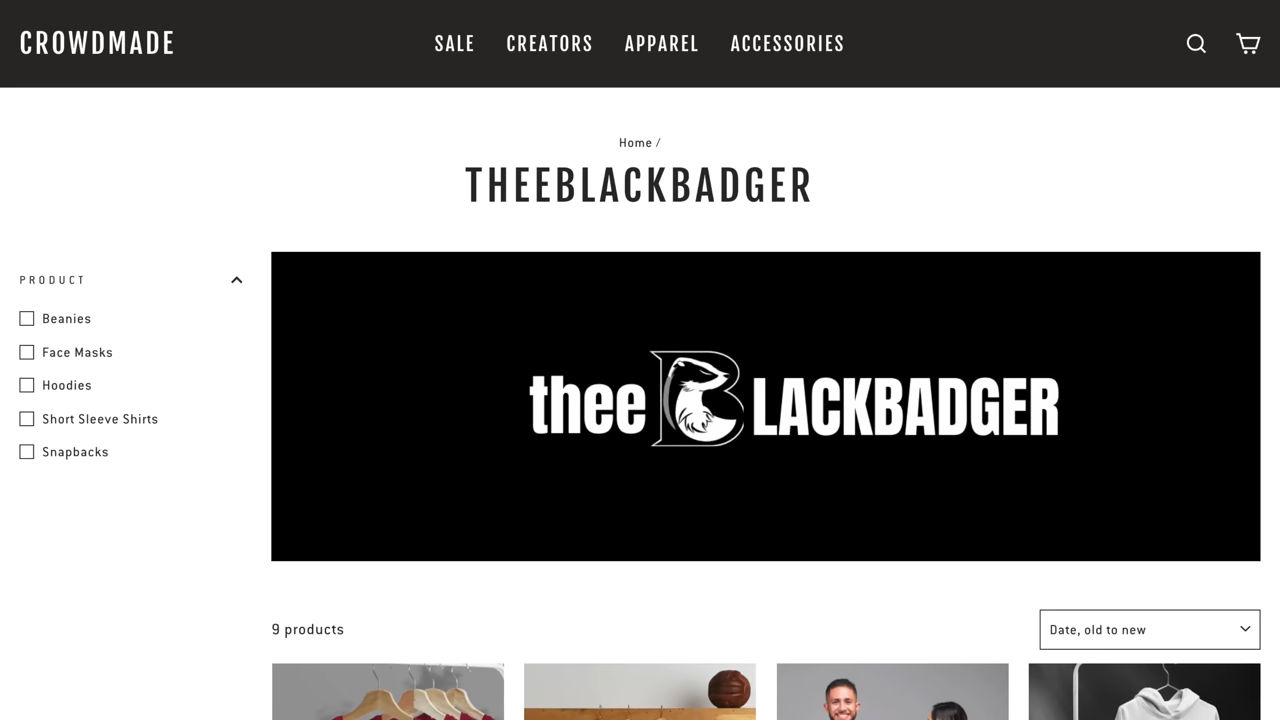 CROWDMADE
SALE CREATORS APPAREL ACCESSORIES
Home /
THEEBLACKBADGER
PRODUCT
Beanies
Face Masks
Hoodies
Short Sleeve Shirts
Snapbacks
thee BLACKBADGER
9 products
Date, old to new